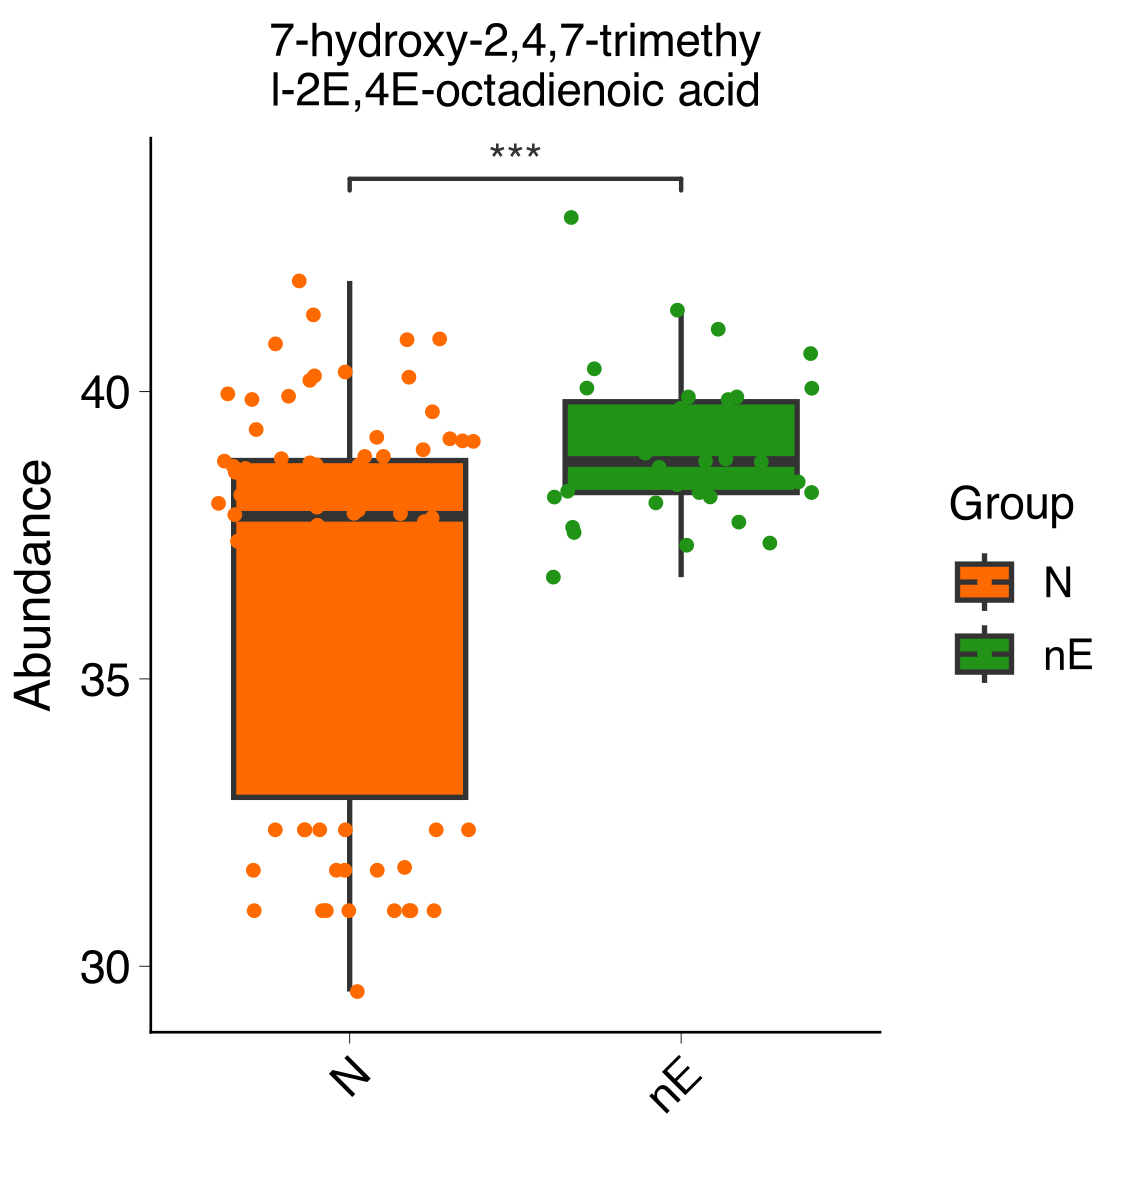 7-hydroxy-2,4,7-trimethy
l-2E,4E-octadienoic acid
***
Abundance
40
35
30
N
nE
Group
N
nE